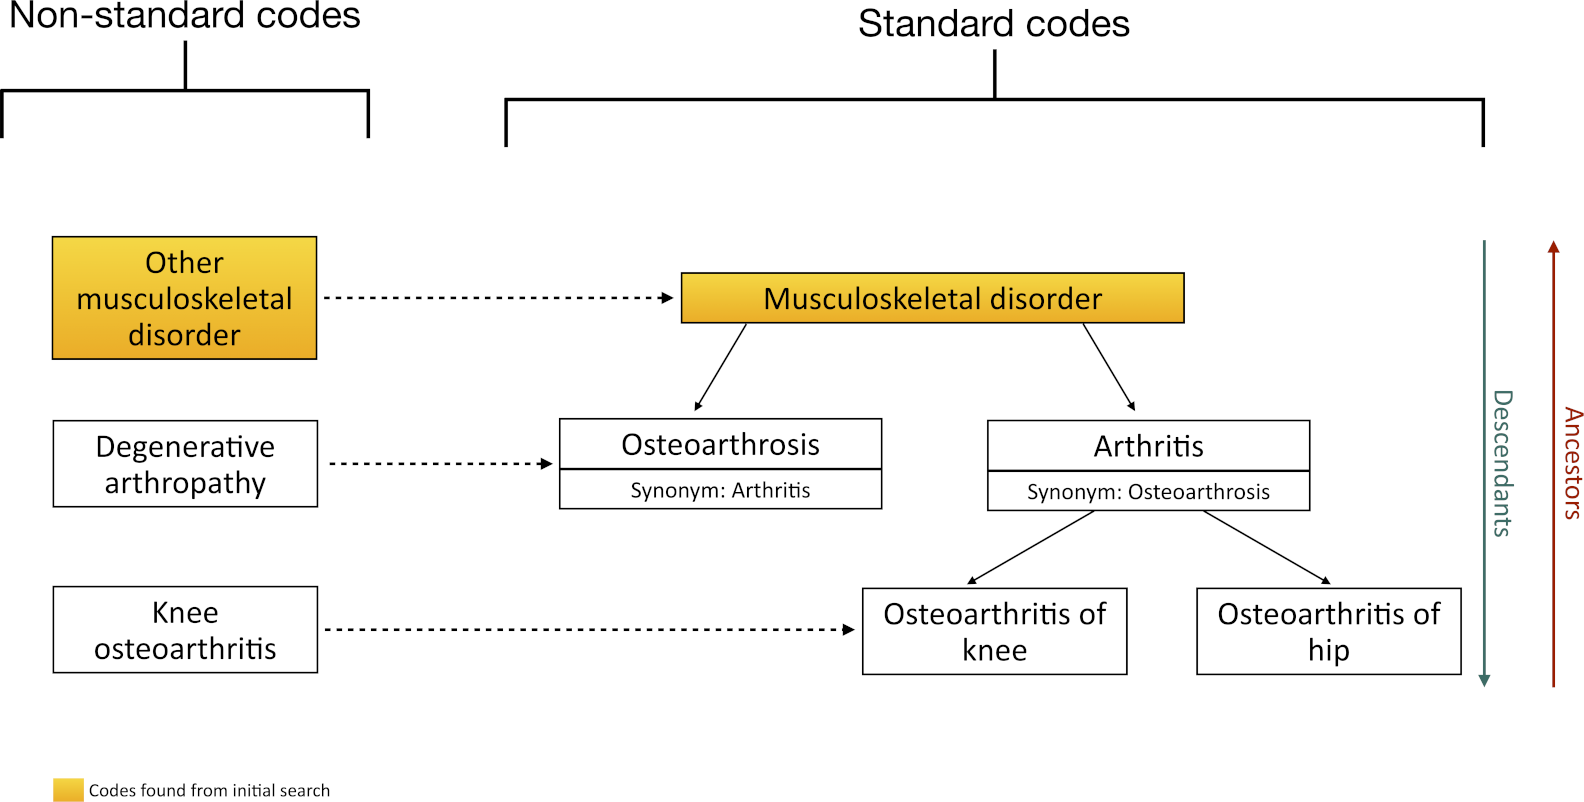 Non-standard codes
Standard codes
Other
musculoskeletal
disorder
Musculoskeletal disorder
Degenerative
arthropathy
Osteoarthrosis
Synonym: Arthritis
Arthritis
Synonym: Osteoarthrosis
Knee
osteoarthritis
Osteoarthritis of
knee
Osteoarthritis of
hip
Descendants
Ancestors
Codes found from initial search